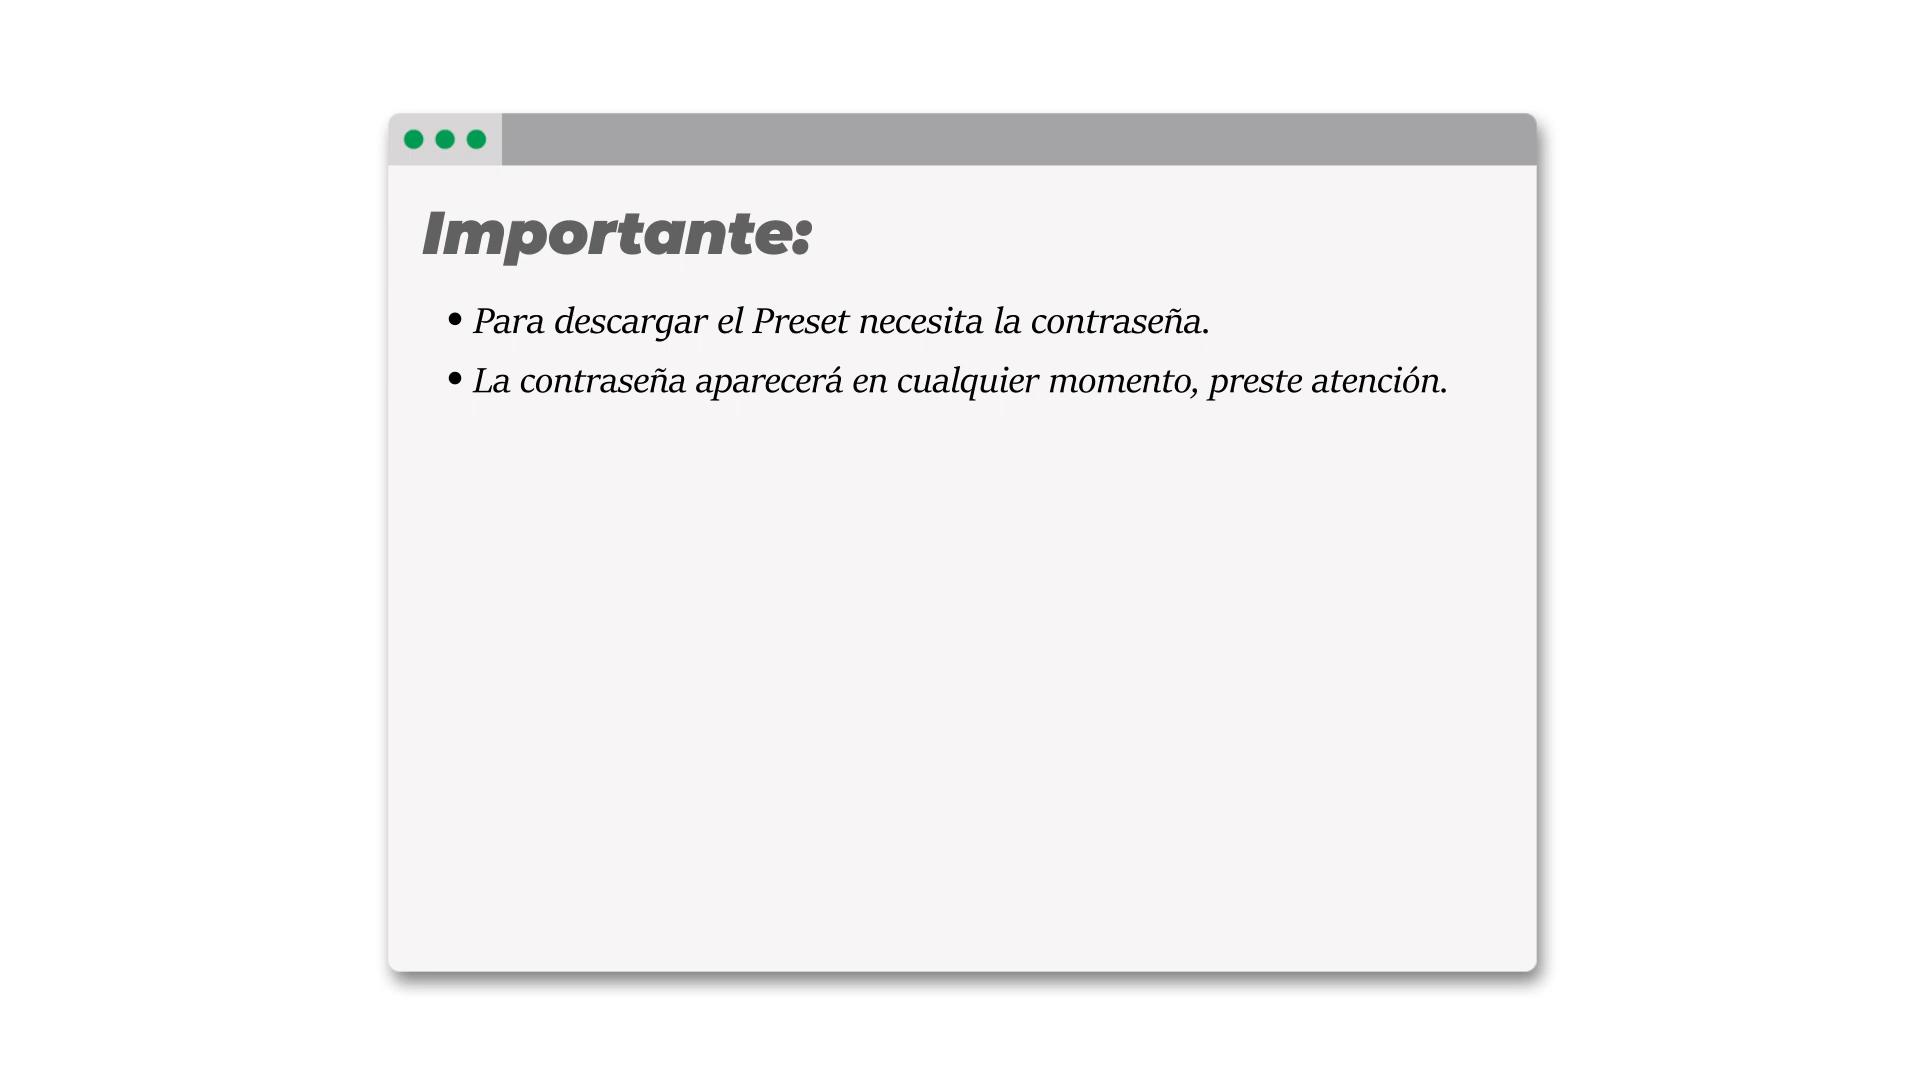 Importante:
• Para descargar el Preset necesita la contraseña.
• La contraseña aparecerá en cualquier momento, preste atención.